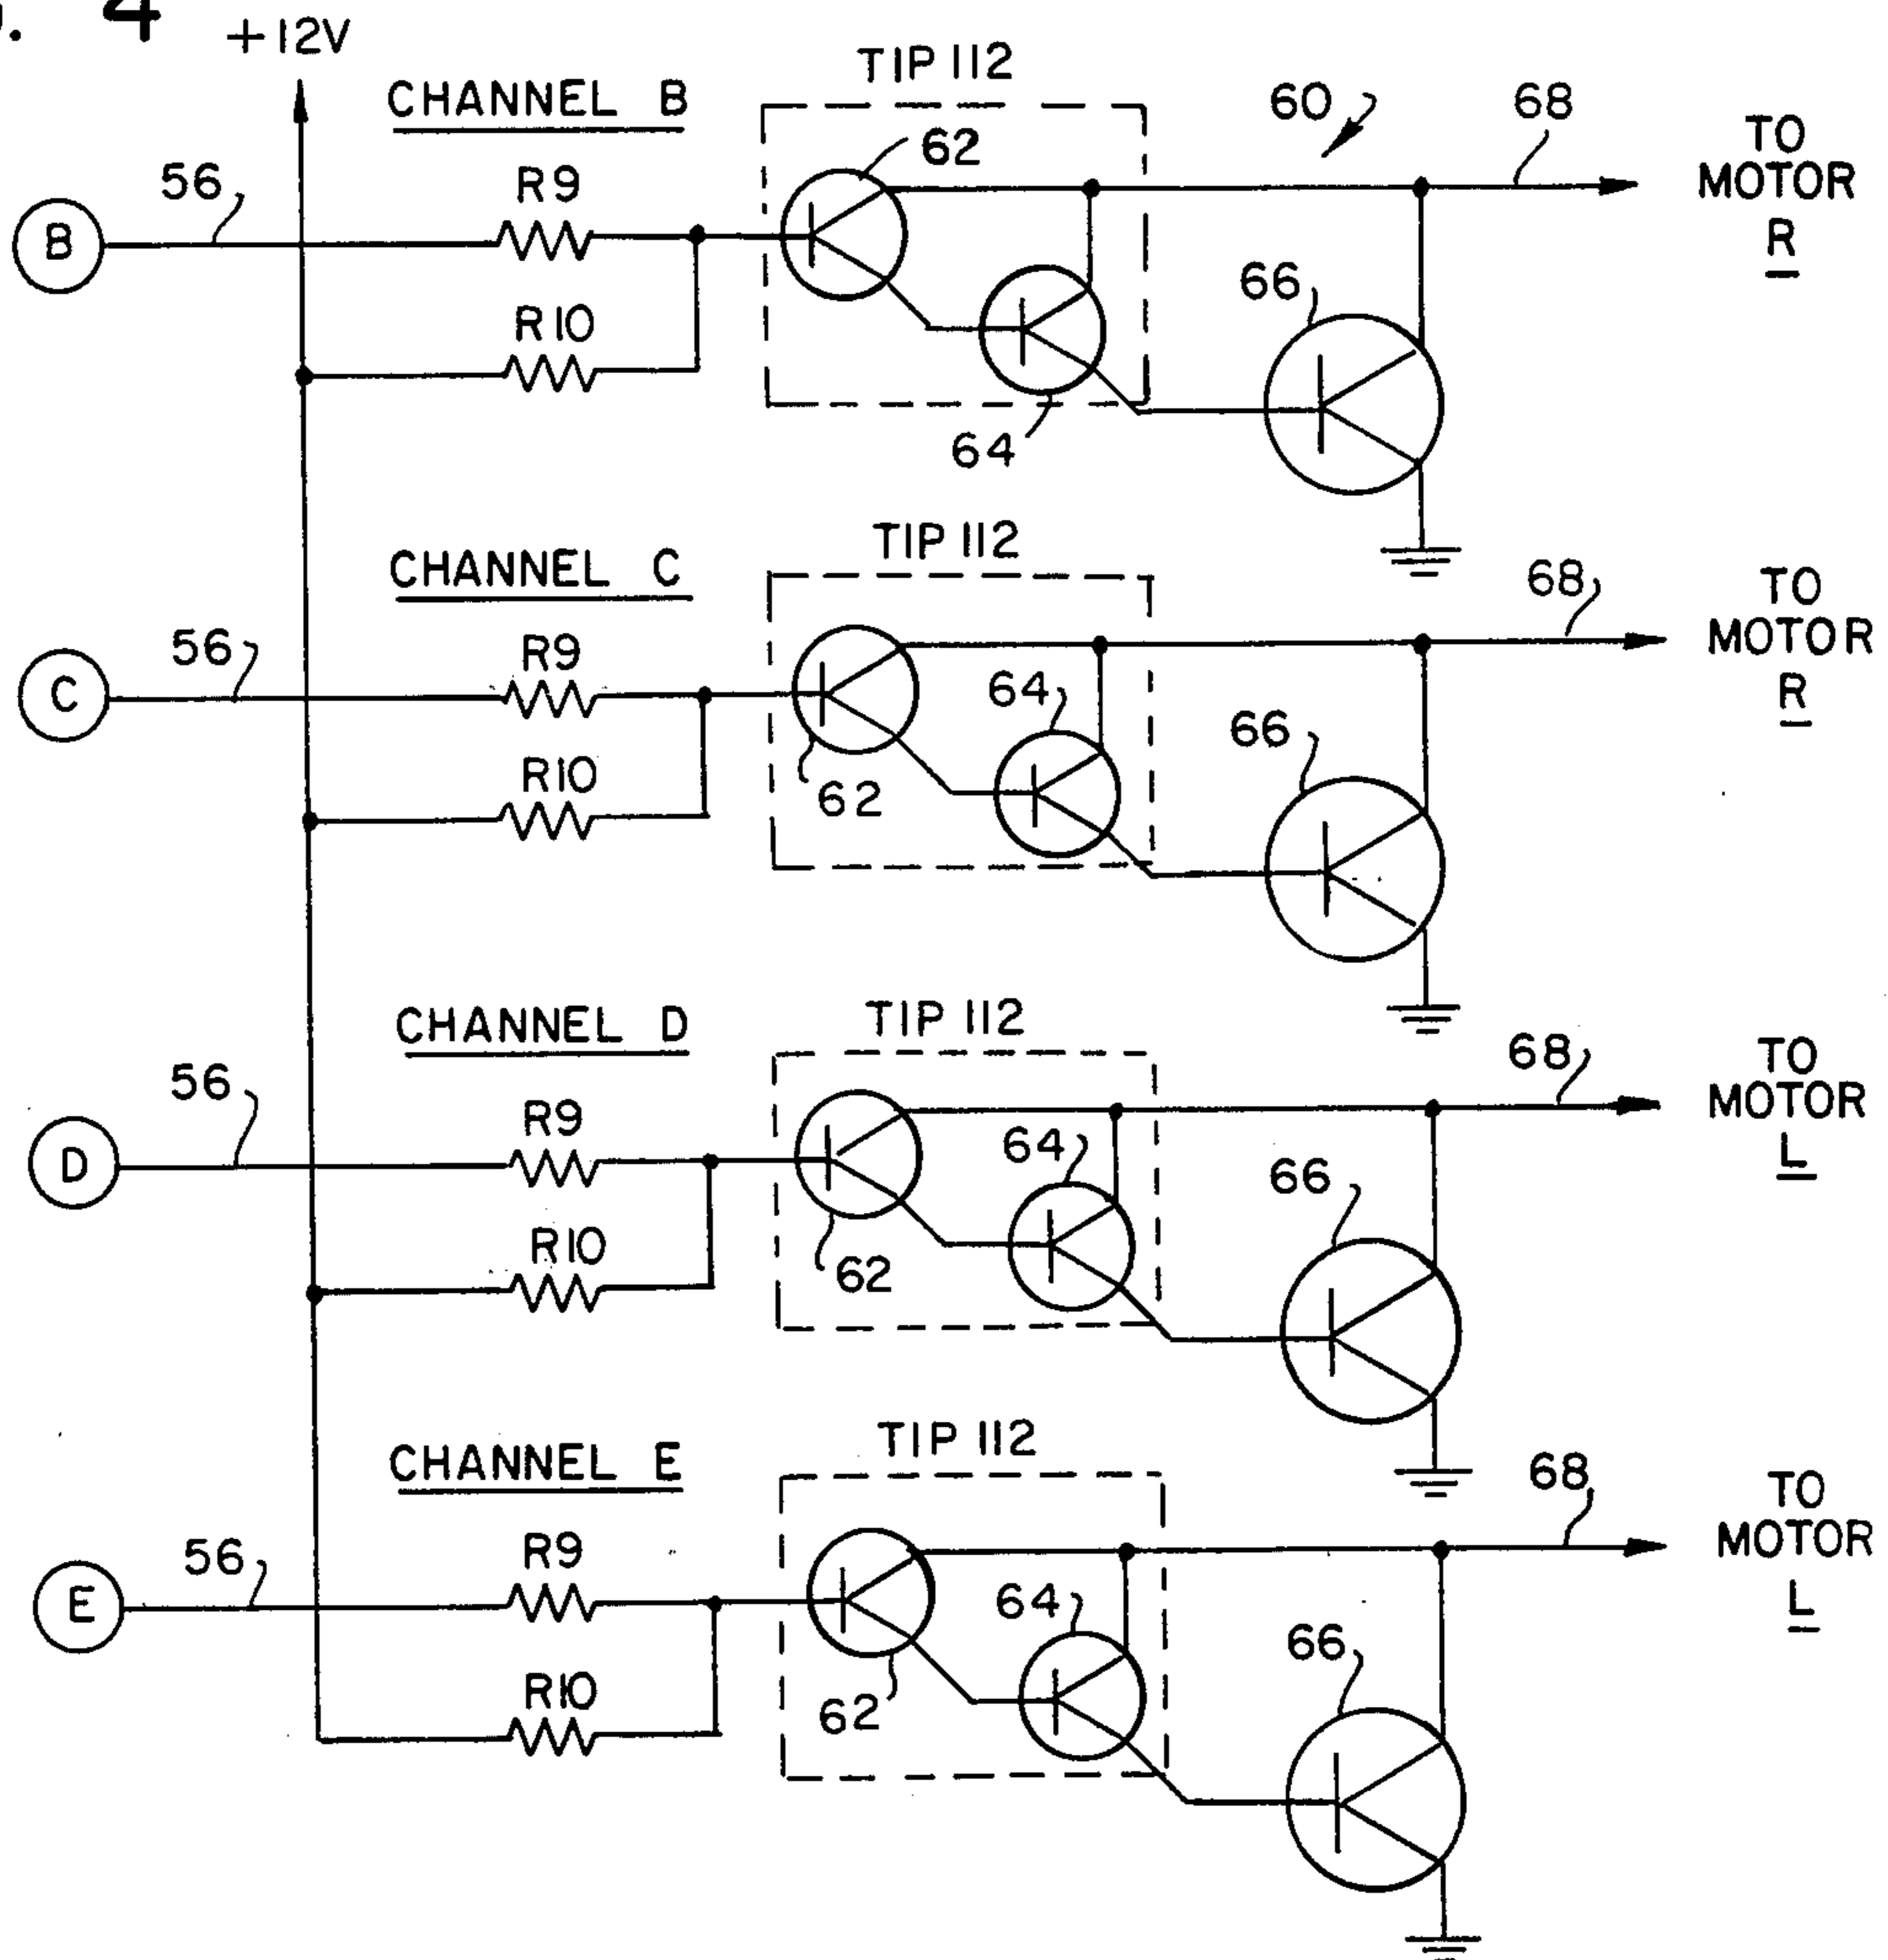 4
+12V
CHANNEL B
TIP 112
60
68
TO
MOTOR
R
62
56
R9
B
R10
66
64
CHANNEL C
TIP 112
68
TO
MOTOR
R
56
R9
C
64
66
R10
62
CHANNEL D
TIP 112
68
TO
MOTOR
L
56
R9
D
64
66
R10
62
CHANNEL E
TIP 112
68
TO
MOTOR
L
56
R9
E
64
66
R10
62